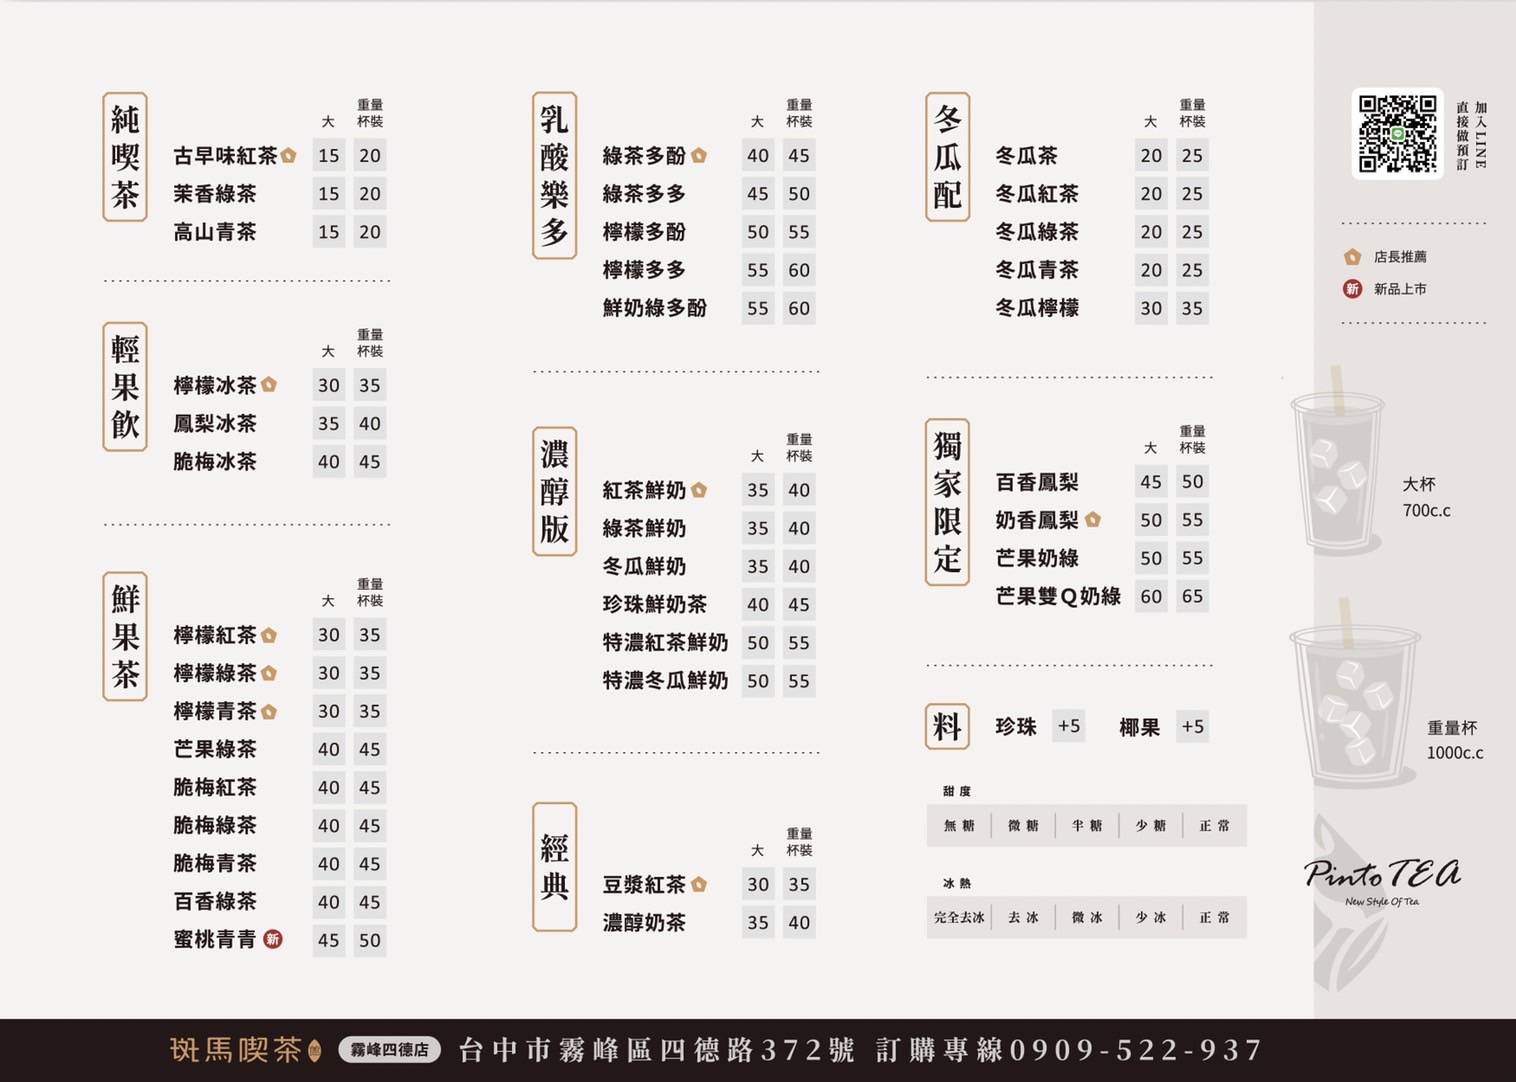 純喫茶
大 重量杯裝
古早味紅茶 15 20
茉香綠茶 15 20
高山青茶 15 20
輕果飲
大 重量杯裝
檸檬冰茶 30 35
鳳梨冰茶 35 40
脆梅冰茶 40 45
鮮果茶
大 重量杯裝
檸檬紅茶 30 35
檸檬綠茶 30 35
檸檬青茶 30 35
芒果綠茶 40 45
脆梅紅茶 40 45
脆梅綠茶 40 45
脆梅青茶 40 45
百香綠茶 40 45
蜜桃青青 新 45 50
乳酸樂多
大 重量杯裝
綠茶多酚 40 45
綠茶多多 45 50
檸檬多酚 50 55
檸檬多多 55 60
鮮奶綠多酚 55 60
濃醇版
大 重量杯裝
紅茶鮮奶 35 40
綠茶鮮奶 35 40
冬瓜鮮奶 35 40
珍珠鮮奶茶 40 45
特濃紅茶鮮奶 50 55
特濃冬瓜鮮奶 50 55
經典
大 重量杯裝
豆漿紅茶 30 35
濃醇奶茶 35 40
冬瓜配
大 重量杯裝
冬瓜茶 20 25
冬瓜紅茶 20 25
冬瓜綠茶 20 25
冬瓜青茶 20 25
冬瓜檸檬 30 35
獨家限定
大 重量杯裝
百香鳳梨 45 50
奶香鳳梨 50 55
芒果奶綠 50 55
芒果雙Q奶綠 60 65
料
珍珠 +5 椰果 +5
甜度
無糖 微糖 半糖 少糖 正常
冰熱
完全去冰 去冰 微冰 少冰 正常
加入LINE
直接做預訂
店長推薦
新 新品上市
大杯
700c.c
重量杯
1000c.c
Pinto TEA
New Style Of Tea
斑馬喫茶 館 霧峰四德店 台中市霧峰區四德路372號 訂購專線0909-522-937